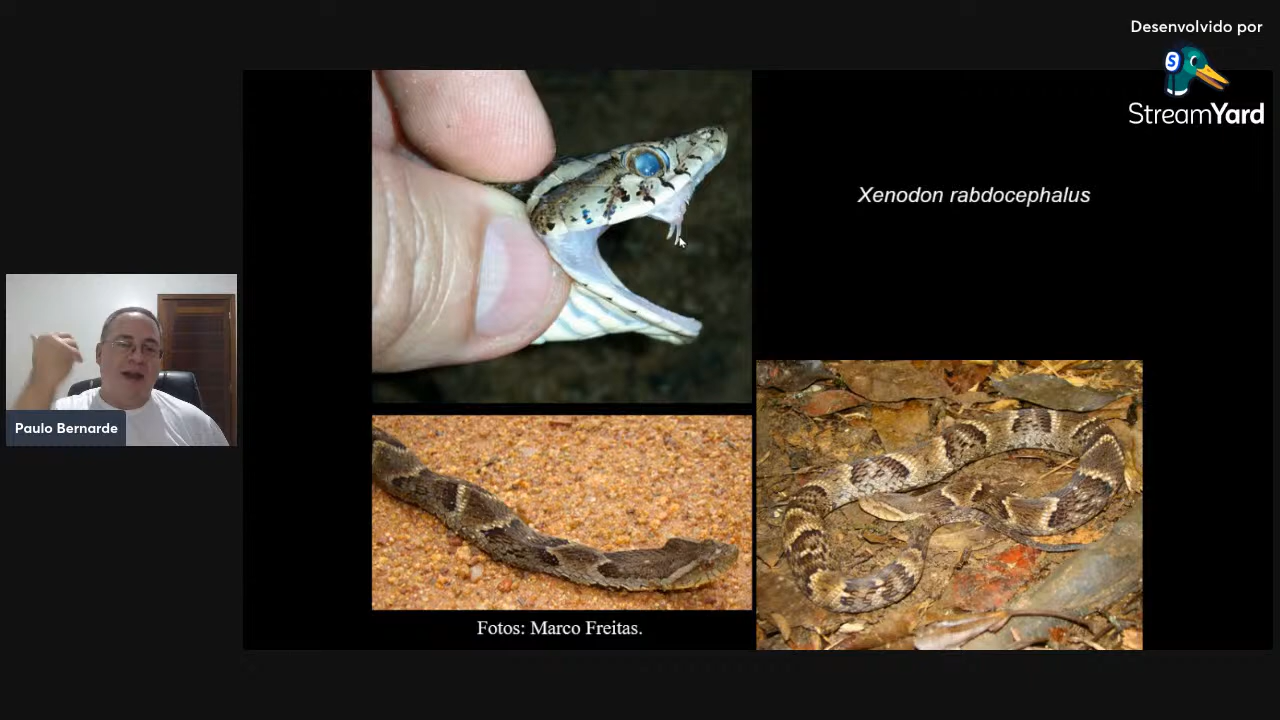 Desenvolvido por
StreamYard
Xenodon rabdocephalus
Paulo Bernarde
Fotos: Marco Freitas.